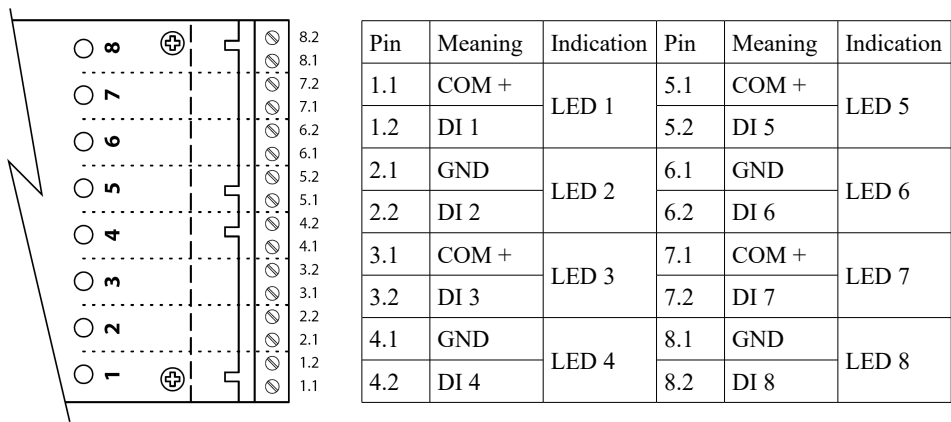 8 8.2
8.1
7 7.2
7.1
6 6.2
6.1
5 5.2
5.1
4 4.2
4.1
3 3.2
3.1
2 2.2
2.1
1 1.2
1.1
Pin Meaning Indication Pin Meaning Indication
1.1 COM + LED 1 5.1 COM + LED 5
1.2 DI 1 5.2 DI 5
2.1 GND LED 2 6.1 GND LED 6
2.2 DI 2 6.2 DI 6
3.1 COM + LED 3 7.1 COM + LED 7
3.2 DI 3 7.2 DI 7
4.1 GND LED 4 8.1 GND LED 8
4.2 DI 4 8.2 DI 8